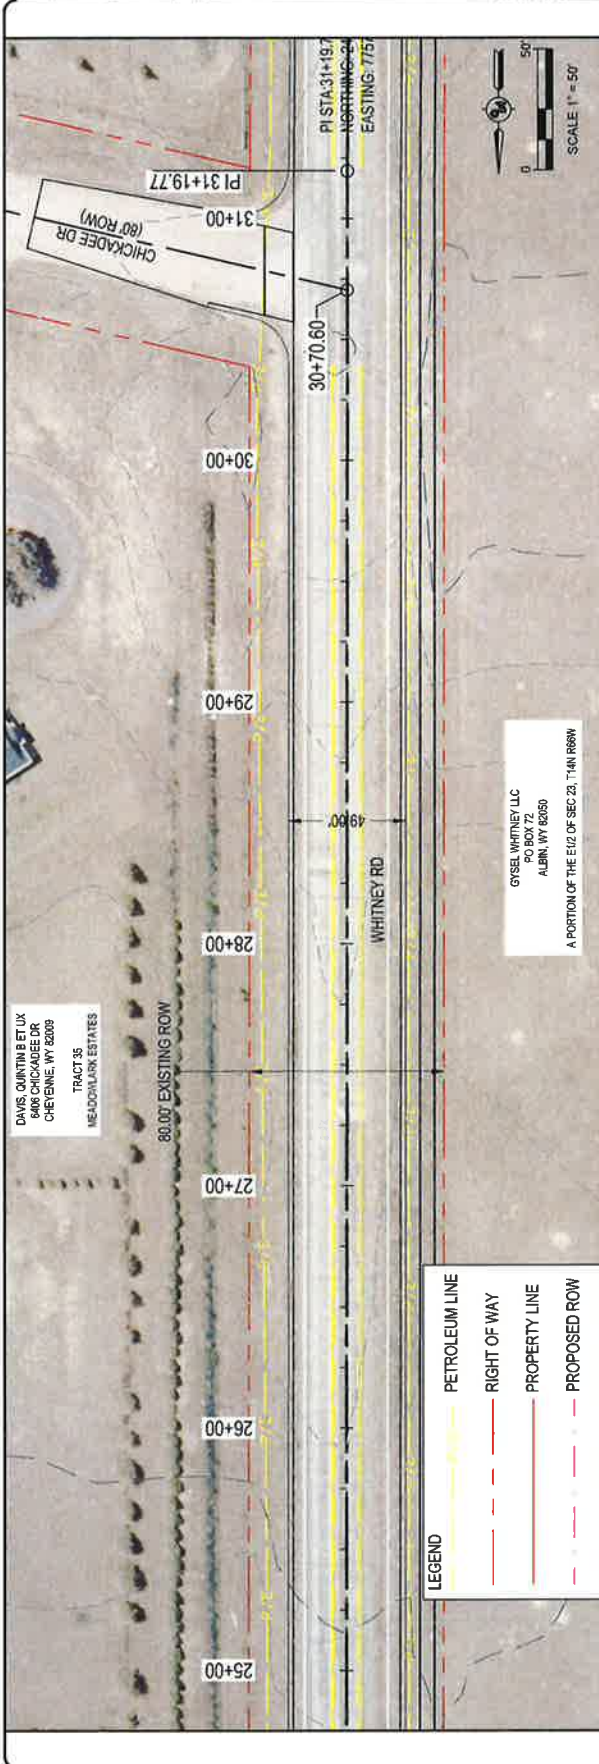 DAVIS, QUINTIN B ET UX
6406 CHICKADEE DR
CHEYENNE, WY 82009
TRACT 35
MEADOWLARK ESTATES
80.00' EXISTING ROW
CHICKADEE DR
(80' ROW)
25+00
26+00
27+00
28+00
29+00
30+00
31+00
PI 31+19.77
30+70.60
PI STA:31+19.7
NORTHING: 24
EASTING: 7757
49.00'
WHITNEY RD
GYSEL WHITNEY LLC
PO BOX 72
ALBIN, WY 82050
A PORTION OF THE E1/2 OF SEC 23, T14N R66W
LEGEND
PETROLEUM LINE
RIGHT OF WAY
PROPERTY LINE
PROPOSED ROW
0 50'
SCALE 1" = 50'